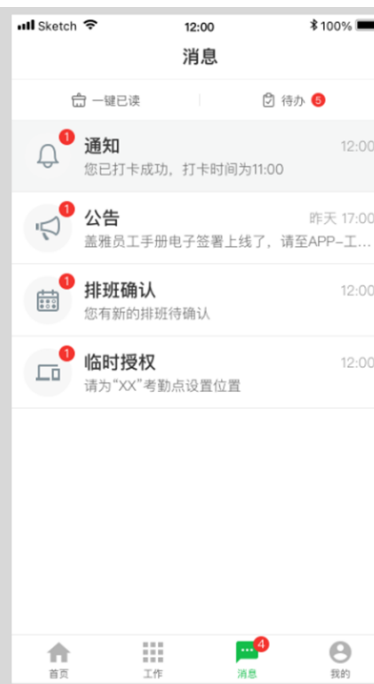 Sketch 12:00 100%
消息
一键已读 待办 5
1 通知 12:00
您已打卡成功，打卡时间为11:00
1 公告 昨天 17:00
盖雅员工手册电子签署上线了，请至APP-工...
1 排班确认 12:00
您有新的排班待确认
1 临时授权 12:00
请为“XX”考勤点设置位置
4
首页 工作 消息 我的